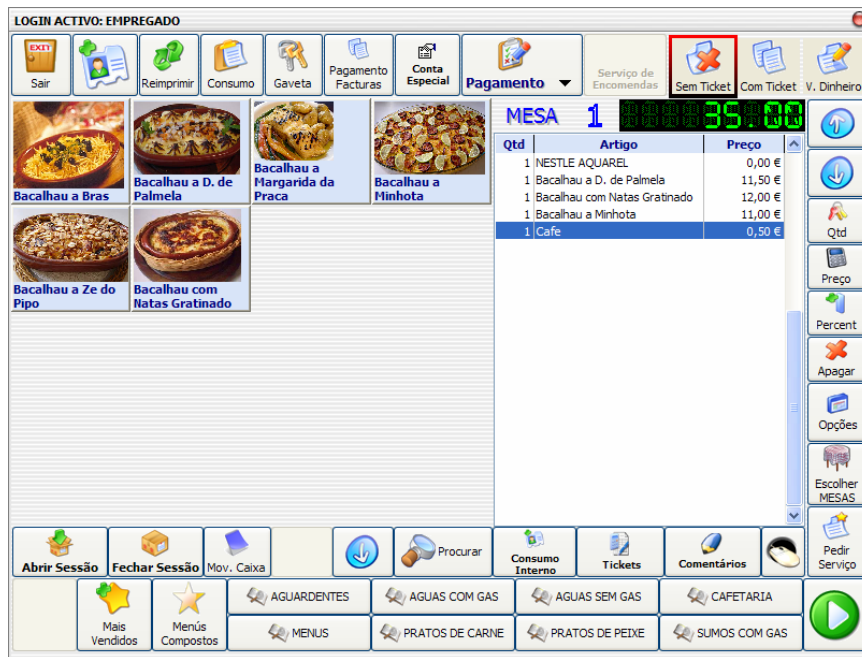 LOGIN ACTIVO: EMPREGADO
EXIT
Sair
Reimprimir
Consumo
Gaveta
Pagamento
Facturas
Conta
Especial
Pagamento
Serviço de
Encomendas
Sem Ticket
Com Ticket
V. Dinheiro
Bacalhau a Bras
Bacalhau a D. de
Palmela
Bacalhau a
Margarida da
Praca
Bacalhau a
Minhota
Bacalhau a Ze do
Pipo
Bacalhau com
Natas Gratinado
MESA 1 35.00
Qtd Artigo Preço
1 NESTLE AQUAREL 0,00 €
1 Bacalhau a D. de Palmela 11,50 €
1 Bacalhau com Natas Gratinado 12,00 €
1 Bacalhau a Minhota 11,00 €
1 Cafe 0,50 €
Qtd
Preço
Percent
Apagar
Opções
Escolher
MESAS
Pedir
Serviço
Abrir Sessão
Fechar Sessão
Mov. Caixa
Procurar
Consumo
Interno
Tickets
Comentários
Mais
Vendidos
Menús
Compostos
AGUARDENTES
AGUAS COM GAS
AGUAS SEM GAS
CAFETARIA
MENUS
PRATOS DE CARNE
PRATOS DE PEIXE
SUMOS COM GAS